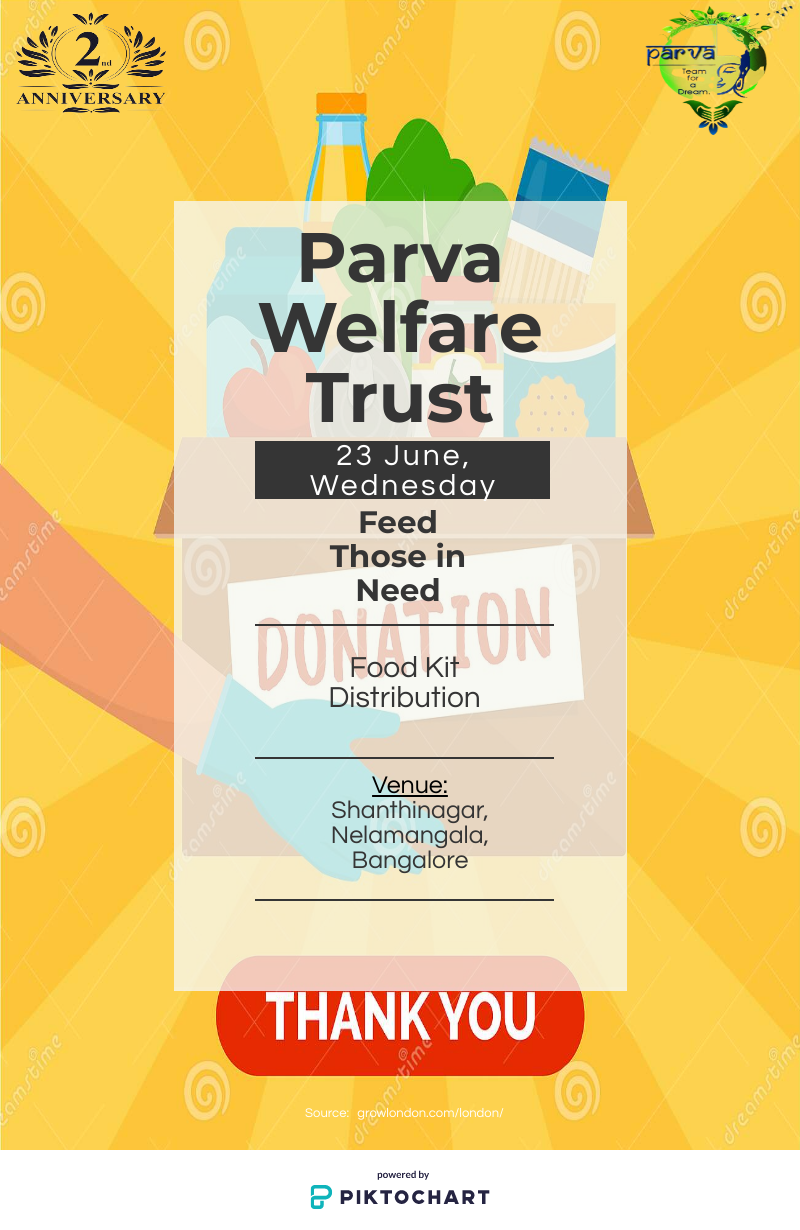 2nd
ANNIVERSARY
parva
Team
for
a
Dream.
Parva
Welfare
Trust
23 June,
Wednesday
Feed
Those in
Need
DONATION
Food Kit
Distribution
Venue:
Shanthinagar,
Nelamangala,
Bangalore
THANK YOU
Source: growlondon.com/london/
dreamstime
powered by
PIKTOCHART